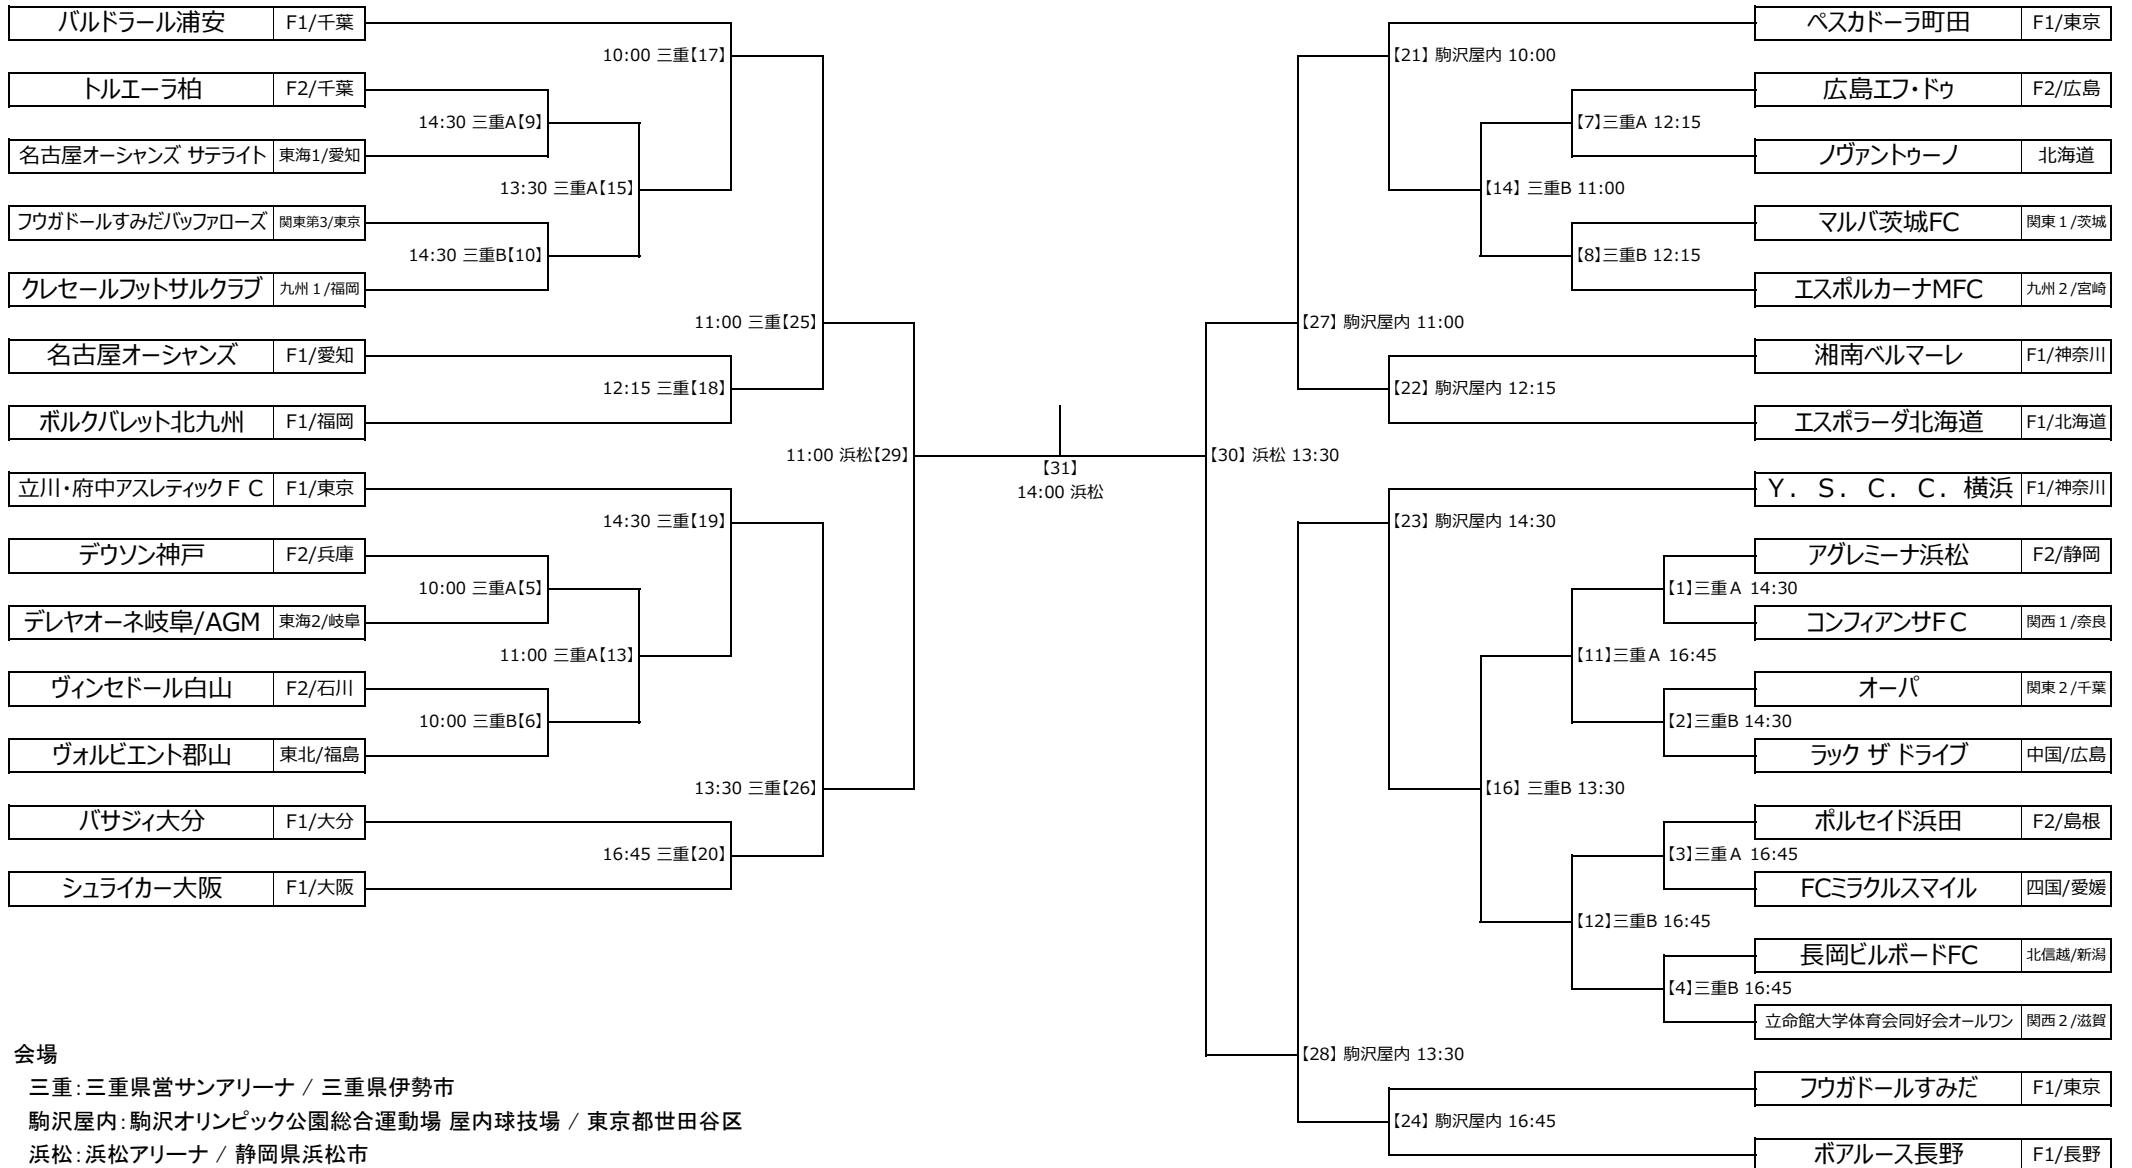 バルドラール浦安 F1/千葉
10:00 三重【17】
トルエーラ柏 F2/千葉
14:30 三重A【9】
名古屋オーシャンズ サテライト 東海1/愛知
13:30 三重A【15】
フウガドールすみだバッファローズ 関東第3/東京
14:30 三重B【10】
クレセールフットサルクラブ 九州1/福岡
11:00 三重【25】
名古屋オーシャンズ F1/愛知
12:15 三重【18】
ボルクバレット北九州 F1/福岡
11:00 浜松【29】
立川・府中アスレティックFC F1/東京
14:30 三重【19】
デウソン神戸 F2/兵庫
10:00 三重A【5】
デレヤオーネ岐阜/AGM 東海2/岐阜
11:00 三重A【13】
ヴィンセドール白山 F2/石川
10:00 三重B【6】
ヴォルビエント郡山 東北/福島
13:30 三重【26】
バサジィ大分 F1/大分
16:45 三重【20】
シュライカー大阪 F1/大阪
【31】
14:00 浜松
ペスカドーラ町田 F1/東京
【21】 駒沢屋内 10:00
広島エフ・ドゥ F2/広島
【7】三重A 12:15
ノヴァントゥーノ 北海道
【14】 三重B 11:00
マルバ茨城FC 関東1/茨城
【8】三重B 12:15
エスポルカーナMFC 九州2/宮崎
【27】 駒沢屋内 11:00
湘南ベルマーレ F1/神奈川
【22】 駒沢屋内 12:15
エスポラーダ北海道 F1/北海道
【30】 浜松 13:30
Y.S.C.C.横浜 F1/神奈川
【23】 駒沢屋内 14:30
アグレミーナ浜松 F2/静岡
【1】三重A 14:30
コンフィアンサFC 関西1/奈良
【11】三重A 16:45
オーパ 関東2/千葉
【2】三重B 14:30
ラック ザ ドライブ 中国/広島
【16】 三重B 13:30
ポルセイド浜田 F2/島根
【3】三重A 16:45
FCミラクルスマイル 四国/愛媛
【12】三重B 16:45
長岡ビルボードFC 北信越/新潟
【4】三重B 16:45
立命館大学体育会同好会オールワン 関西2/滋賀
【28】 駒沢屋内 13:30
フウガドールすみだ F1/東京
【24】 駒沢屋内 16:45
ボアルース長野 F1/長野
会場
三重：三重県営サンアリーナ / 三重県伊勢市
駒沢屋内：駒沢オリンピック公園総合運動場 屋内球技場 / 東京都世田谷区
浜松：浜松アリーナ / 静岡県浜松市